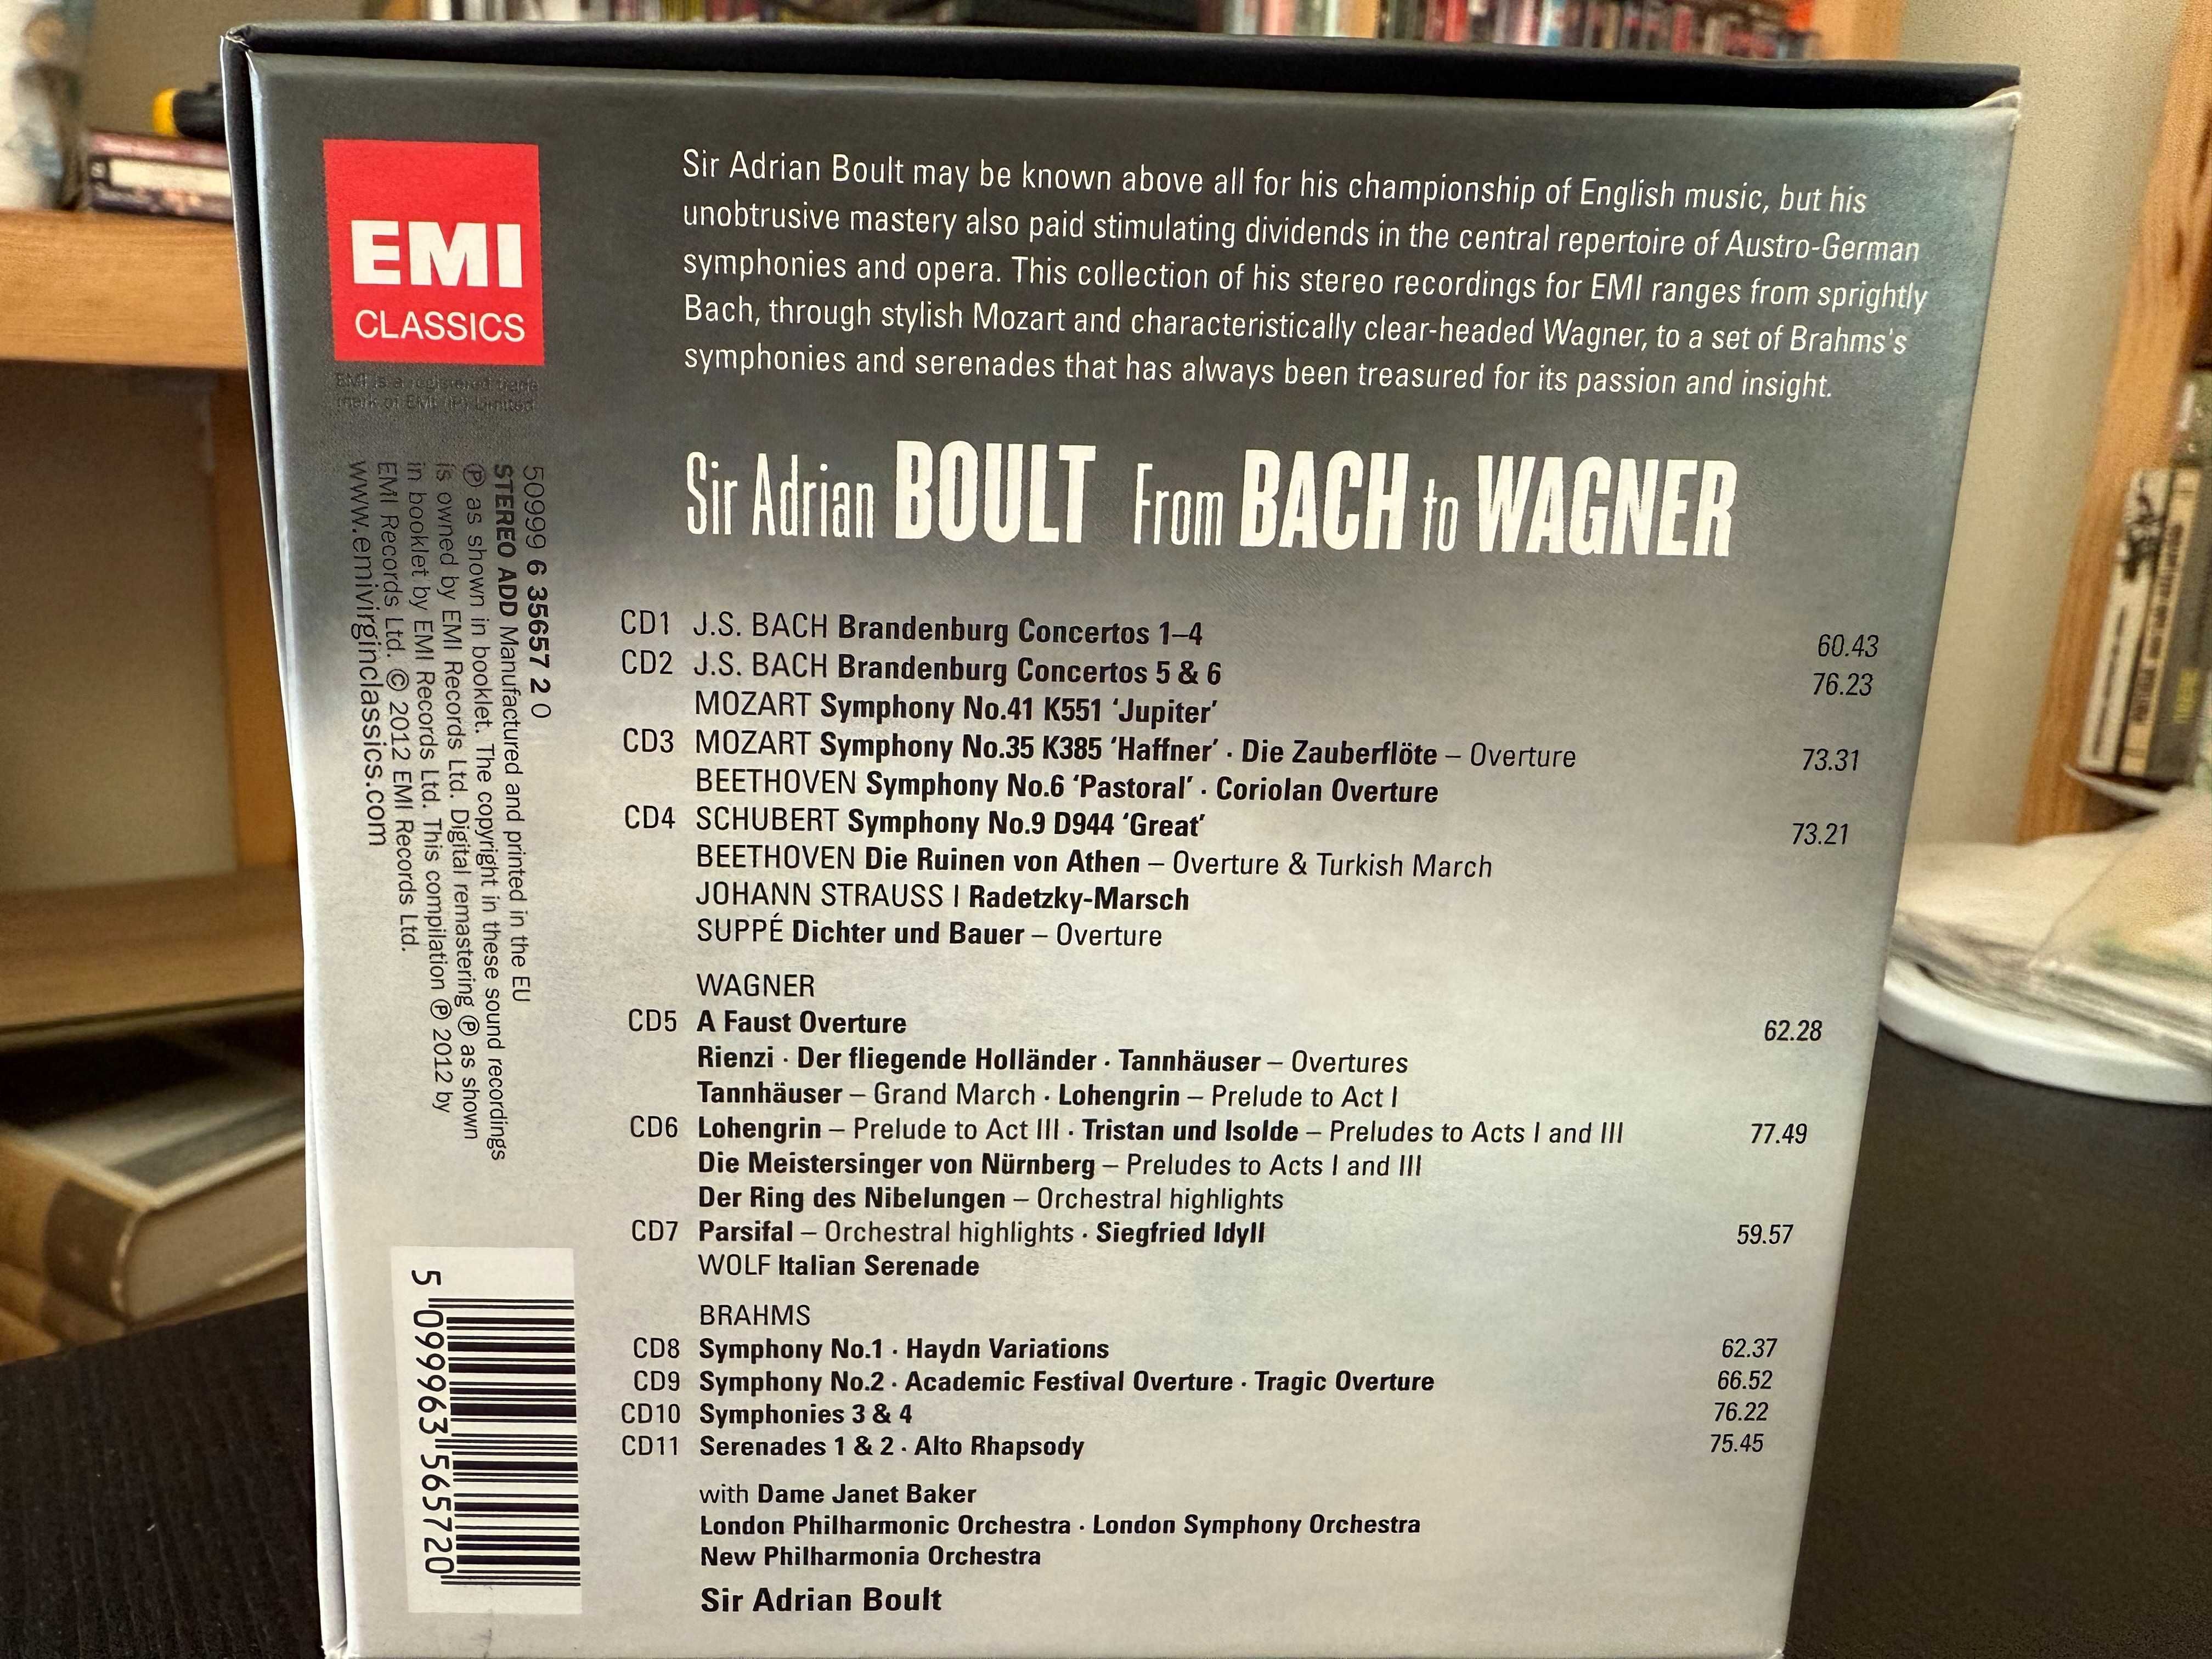 EMI
CLASSICS
EMI is a registered trade
mark of EMI (IP) Limited
50999 6 35657 2 0
STEREO ADD Manufactured and printed in the EU
℗ as shown in booklet. The copyright in these sound recordings
is owned by EMI Records Ltd. Digital remastering ℗ as shown
in booklet by EMI Records Ltd. This compilation ℗ 2012 by
EMI Records Ltd. © 2012 EMI Records Ltd.
www.emivirginclassics.com
5 099963 565720
Sir Adrian Boult may be known above all for his championship of English music, but his
unobtrusive mastery also paid stimulating dividends in the central repertoire of Austro-German
symphonies and opera. This collection of his stereo recordings for EMI ranges from sprightly
Bach, through stylish Mozart and characteristically clear-headed Wagner, to a set of Brahms's
symphonies and serenades that has always been treasured for its passion and insight.
Sir Adrian BOULT From BACH to WAGNER
CD1 J.S. BACH Brandenburg Concertos 1–4 60.43
CD2 J.S. BACH Brandenburg Concertos 5 & 6 76.23
MOZART Symphony No.41 K551 ‘Jupiter’
CD3 MOZART Symphony No.35 K385 ‘Haffner’ · Die Zauberflöte – Overture 73.31
BEETHOVEN Symphony No.6 ‘Pastoral’ · Coriolan Overture
CD4 SCHUBERT Symphony No.9 D944 ‘Great’ 73.21
BEETHOVEN Die Ruinen von Athen – Overture & Turkish March
JOHANN STRAUSS I Radetzky-Marsch
SUPPÉ Dichter und Bauer – Overture
WAGNER
CD5 A Faust Overture 62.28
Rienzi · Der fliegende Holländer · Tannhäuser – Overtures
Tannhäuser – Grand March · Lohengrin – Prelude to Act I
CD6 Lohengrin – Prelude to Act III · Tristan und Isolde – Preludes to Acts I and III 77.49
Die Meistersinger von Nürnberg – Preludes to Acts I and III
Der Ring des Nibelungen – Orchestral highlights
CD7 Parsifal – Orchestral highlights · Siegfried Idyll 59.57
WOLF Italian Serenade
BRAHMS
CD8 Symphony No.1 · Haydn Variations 62.37
CD9 Symphony No.2 · Academic Festival Overture · Tragic Overture 66.52
CD10 Symphonies 3 & 4 76.22
CD11 Serenades 1 & 2 · Alto Rhapsody 75.45
with Dame Janet Baker
London Philharmonic Orchestra · London Symphony Orchestra
New Philharmonia Orchestra
Sir Adrian Boult